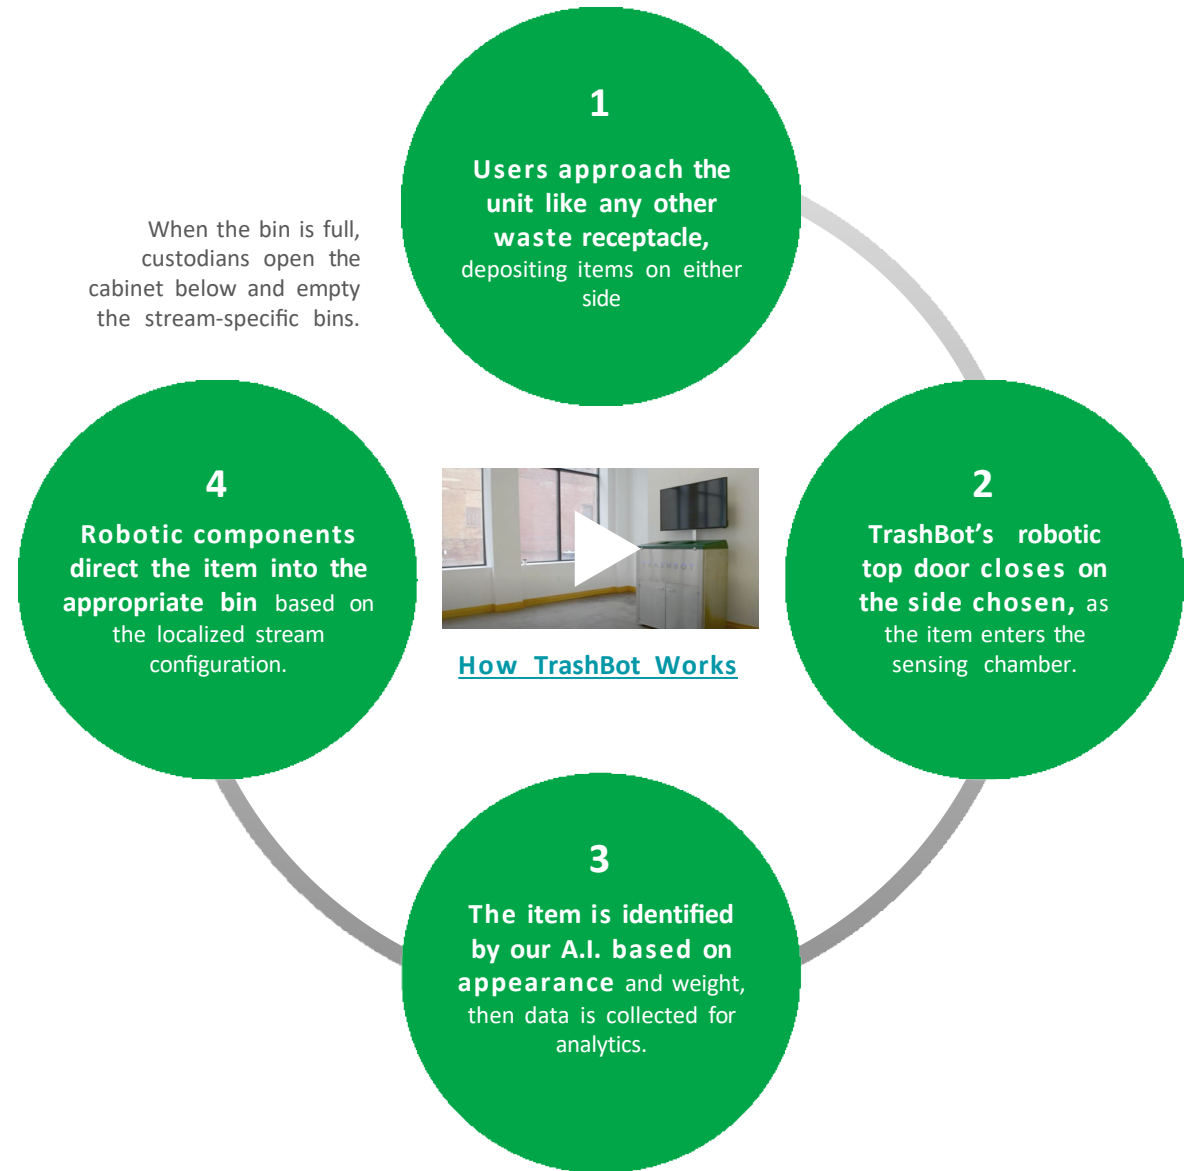 1
Users approach the
unit like any other
waste receptacle,
depositing items on either
side
When the bin is full,
custodians open the
cabinet below and empty
the stream-specific bins.
2
TrashBot’s robotic
top door closes on
the side chosen, as
the item enters the
sensing chamber.
3
The item is identified
by our A.I. based on
appearance and weight,
then data is collected for
analytics.
4
Robotic components
direct the item into the
appropriate bin based on
the localized stream
configuration.
TRASHBOT
How TrashBot Works